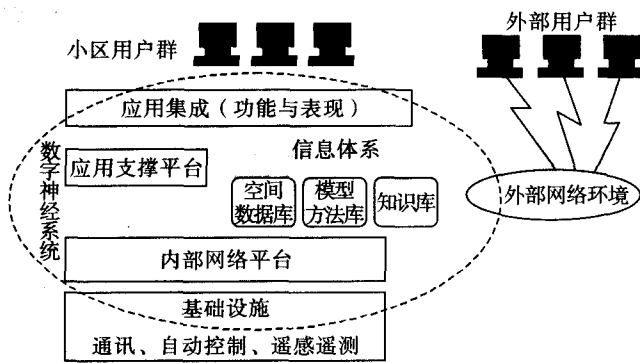 小区用户群
外部用户群
应用集成（功能与表现）
数字神经系统
应用支撑平台
信息体系
空间
数据库
模型
方法库
知识库
外部网络环境
内部网络平台
基础设施
通讯、自动控制、遥感遥测